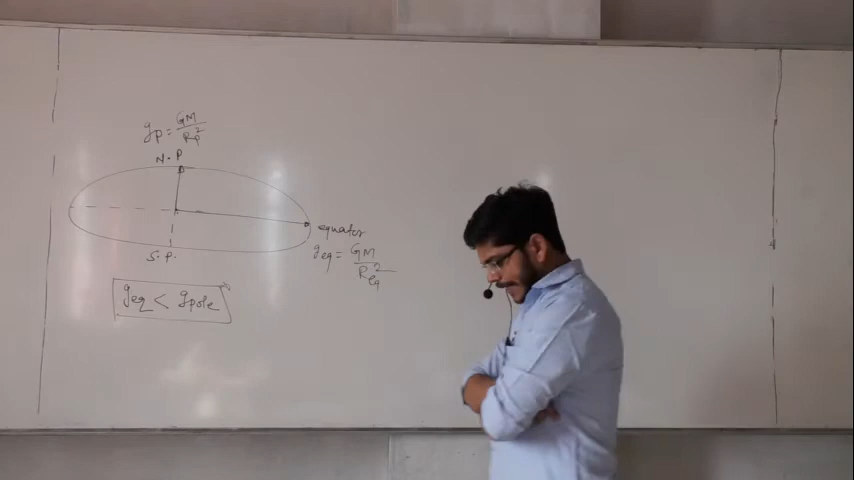 gp = GM/Rp²
N.P
equator
geq = GM/Req²
S.P.
geq < gpole